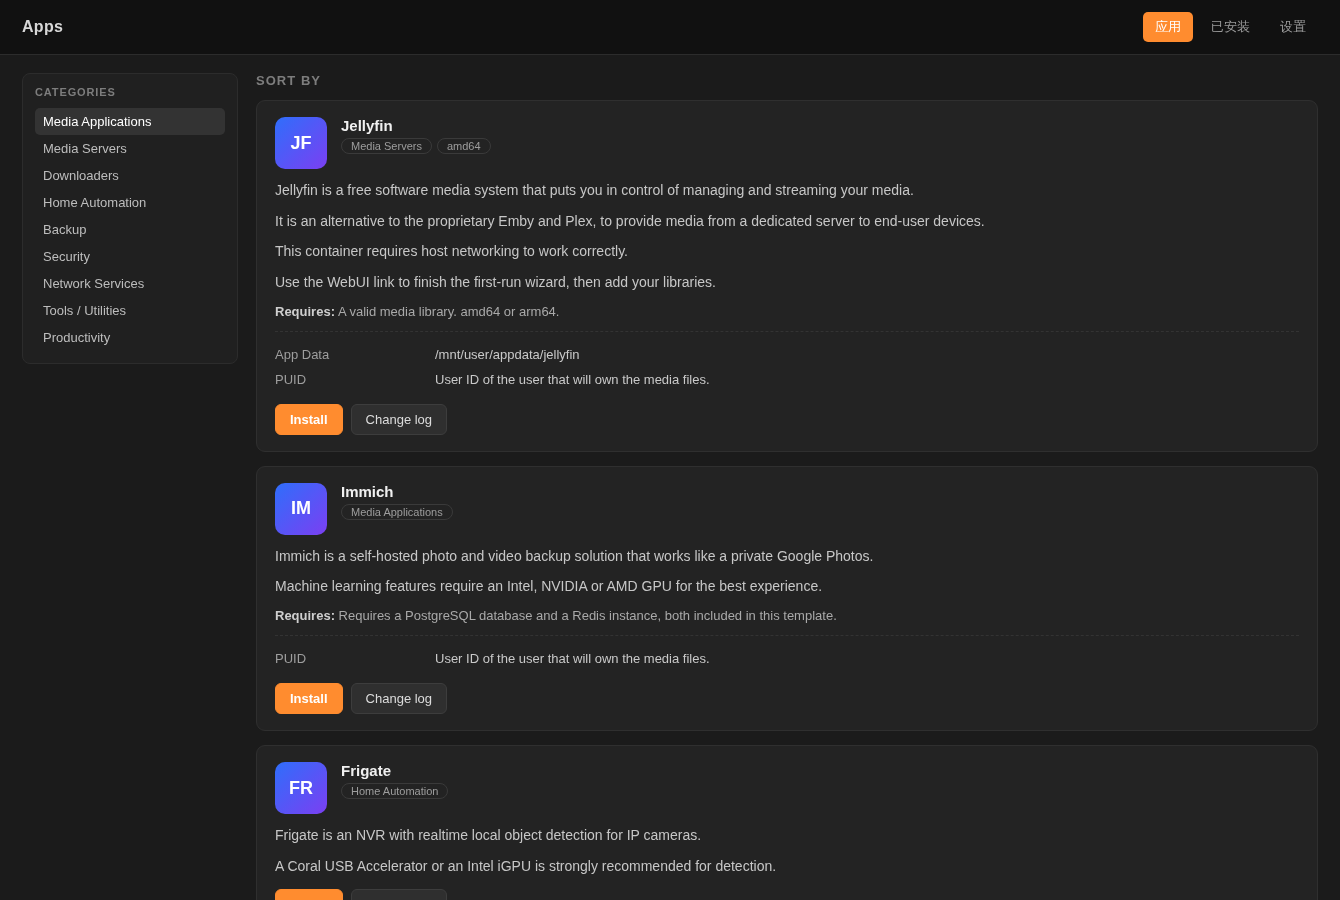 Apps
应用
已安装
设置
CATEGORIES
Media Applications
Media Servers
Downloaders
Home Automation
Backup
Security
Network Services
Tools / Utilities
Productivity
SORT BY
JF
Jellyfin
Media Servers
amd64
Jellyfin is a free software media system that puts you in control of managing and streaming your media.
It is an alternative to the proprietary Emby and Plex, to provide media from a dedicated server to end-user devices.
This container requires host networking to work correctly.
Use the WebUI link to finish the first-run wizard, then add your libraries.
Requires: A valid media library. amd64 or arm64.
App Data /mnt/user/appdata/jellyfin
PUID User ID of the user that will own the media files.
Install
Change log
IM
Immich
Media Applications
Immich is a self-hosted photo and video backup solution that works like a private Google Photos.
Machine learning features require an Intel, NVIDIA or AMD GPU for the best experience.
Requires: Requires a PostgreSQL database and a Redis instance, both included in this template.
PUID User ID of the user that will own the media files.
Install
Change log
FR
Frigate
Home Automation
Frigate is an NVR with realtime local object detection for IP cameras.
A Coral USB Accelerator or an Intel iGPU is strongly recommended for detection.